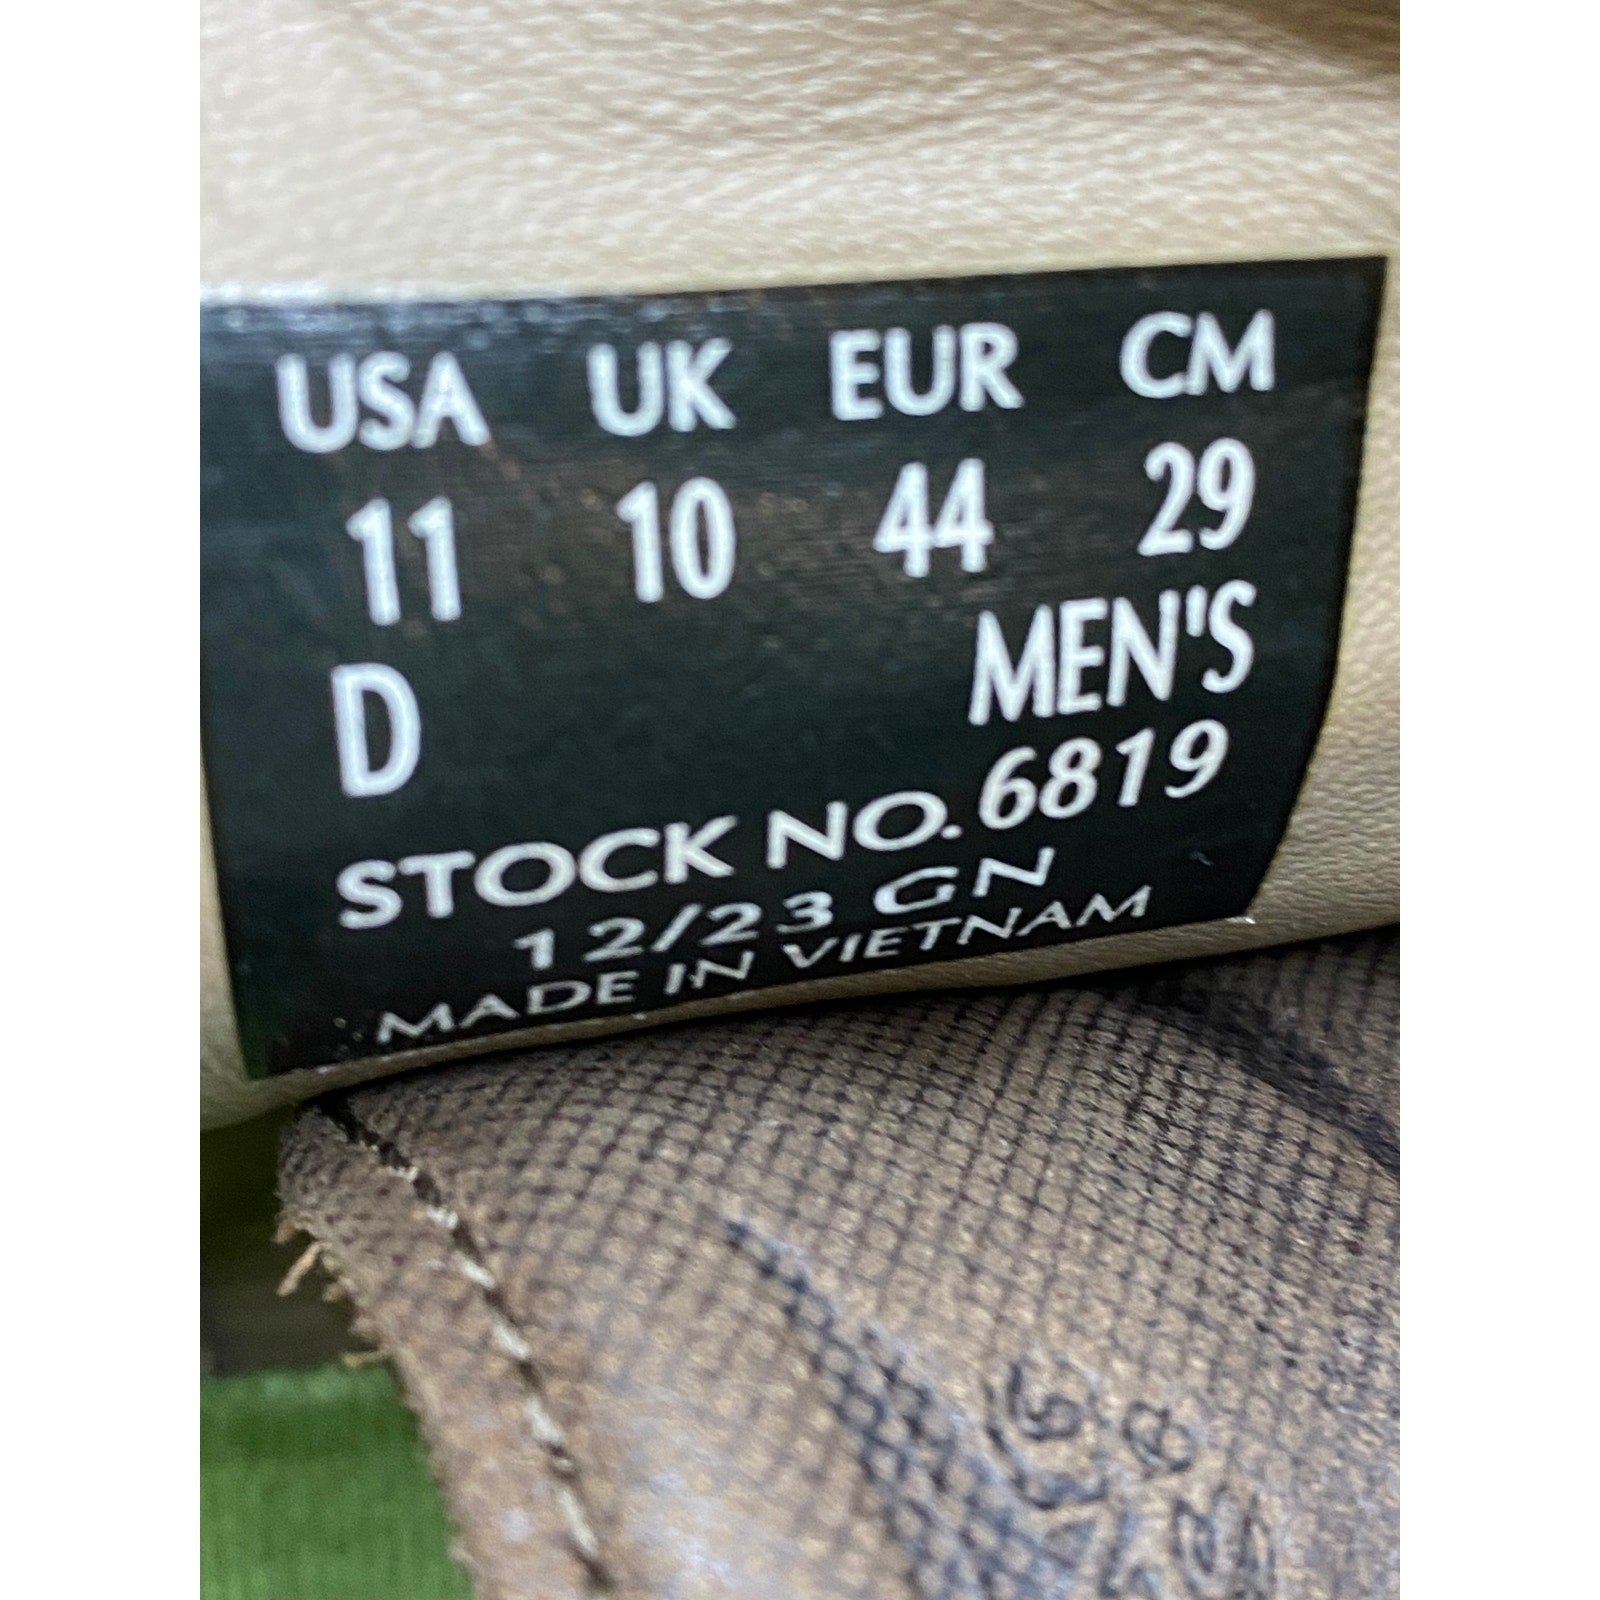 USA UK EUR CM
11 10 44 29
D MEN'S
STOCK NO. 6819
12/23 GN
MADE IN VIETNAM